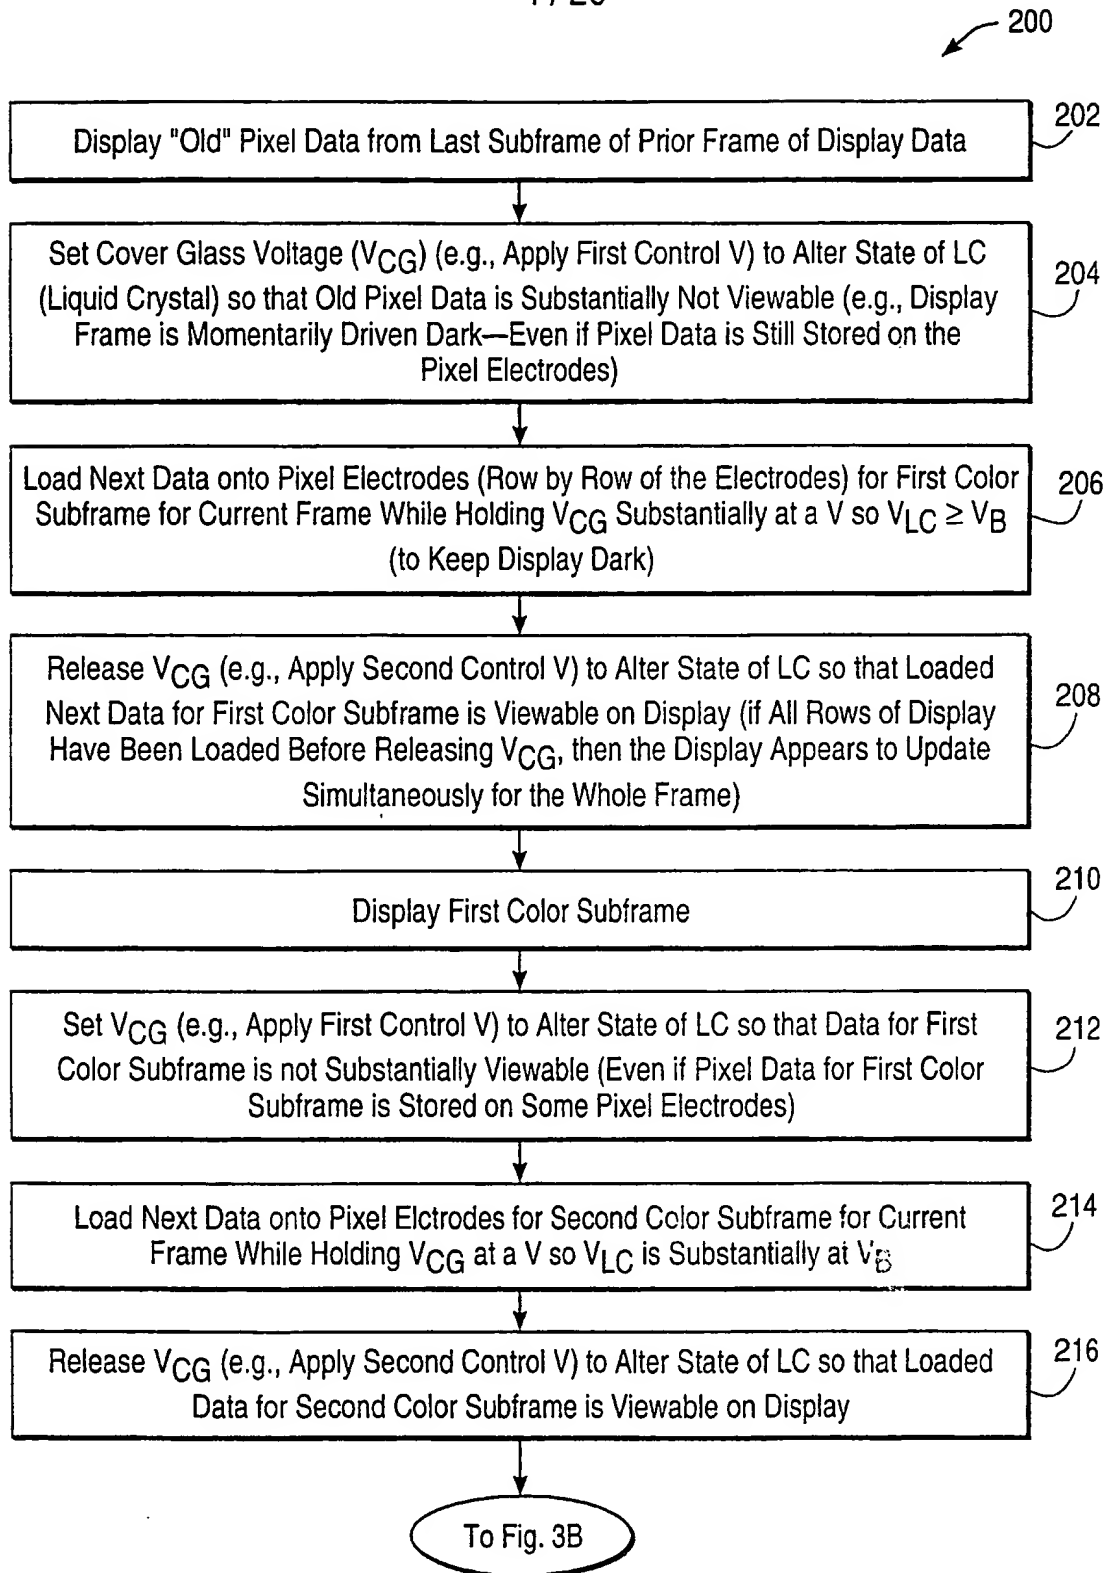 200
Display "Old" Pixel Data from Last Subframe of Prior Frame of Display Data
202
Set Cover Glass Voltage (VCG) (e.g., Apply First Control V) to Alter State of LC
(Liquid Crystal) so that Old Pixel Data is Substantially Not Viewable (e.g., Display
Frame is Momentarily Driven Dark—Even if Pixel Data is Still Stored on the
Pixel Electrodes)
204
Load Next Data onto Pixel Electrodes (Row by Row of the Electrodes) for First Color
Subframe for Current Frame While Holding VCG Substantially at a V so VLC ≥ VB
(to Keep Display Dark)
206
Release VCG (e.g., Apply Second Control V) to Alter State of LC so that Loaded
Next Data for First Color Subframe is Viewable on Display (if All Rows of Display
Have Been Loaded Before Releasing VCG, then the Display Appears to Update
Simultaneously for the Whole Frame)
208
Display First Color Subframe
210
Set VCG (e.g., Apply First Control V) to Alter State of LC so that Data for First
Color Subframe is not Substantially Viewable (Even if Pixel Data for First Color
Subframe is Stored on Some Pixel Electrodes)
212
Load Next Data onto Pixel Elctrodes for Second Color Subframe for Current
Frame While Holding VCG at a V so VLC is Substantially at VB
214
Release VCG (e.g., Apply Second Control V) to Alter State of LC so that Loaded
Data for Second Color Subframe is Viewable on Display
216
To Fig. 3B